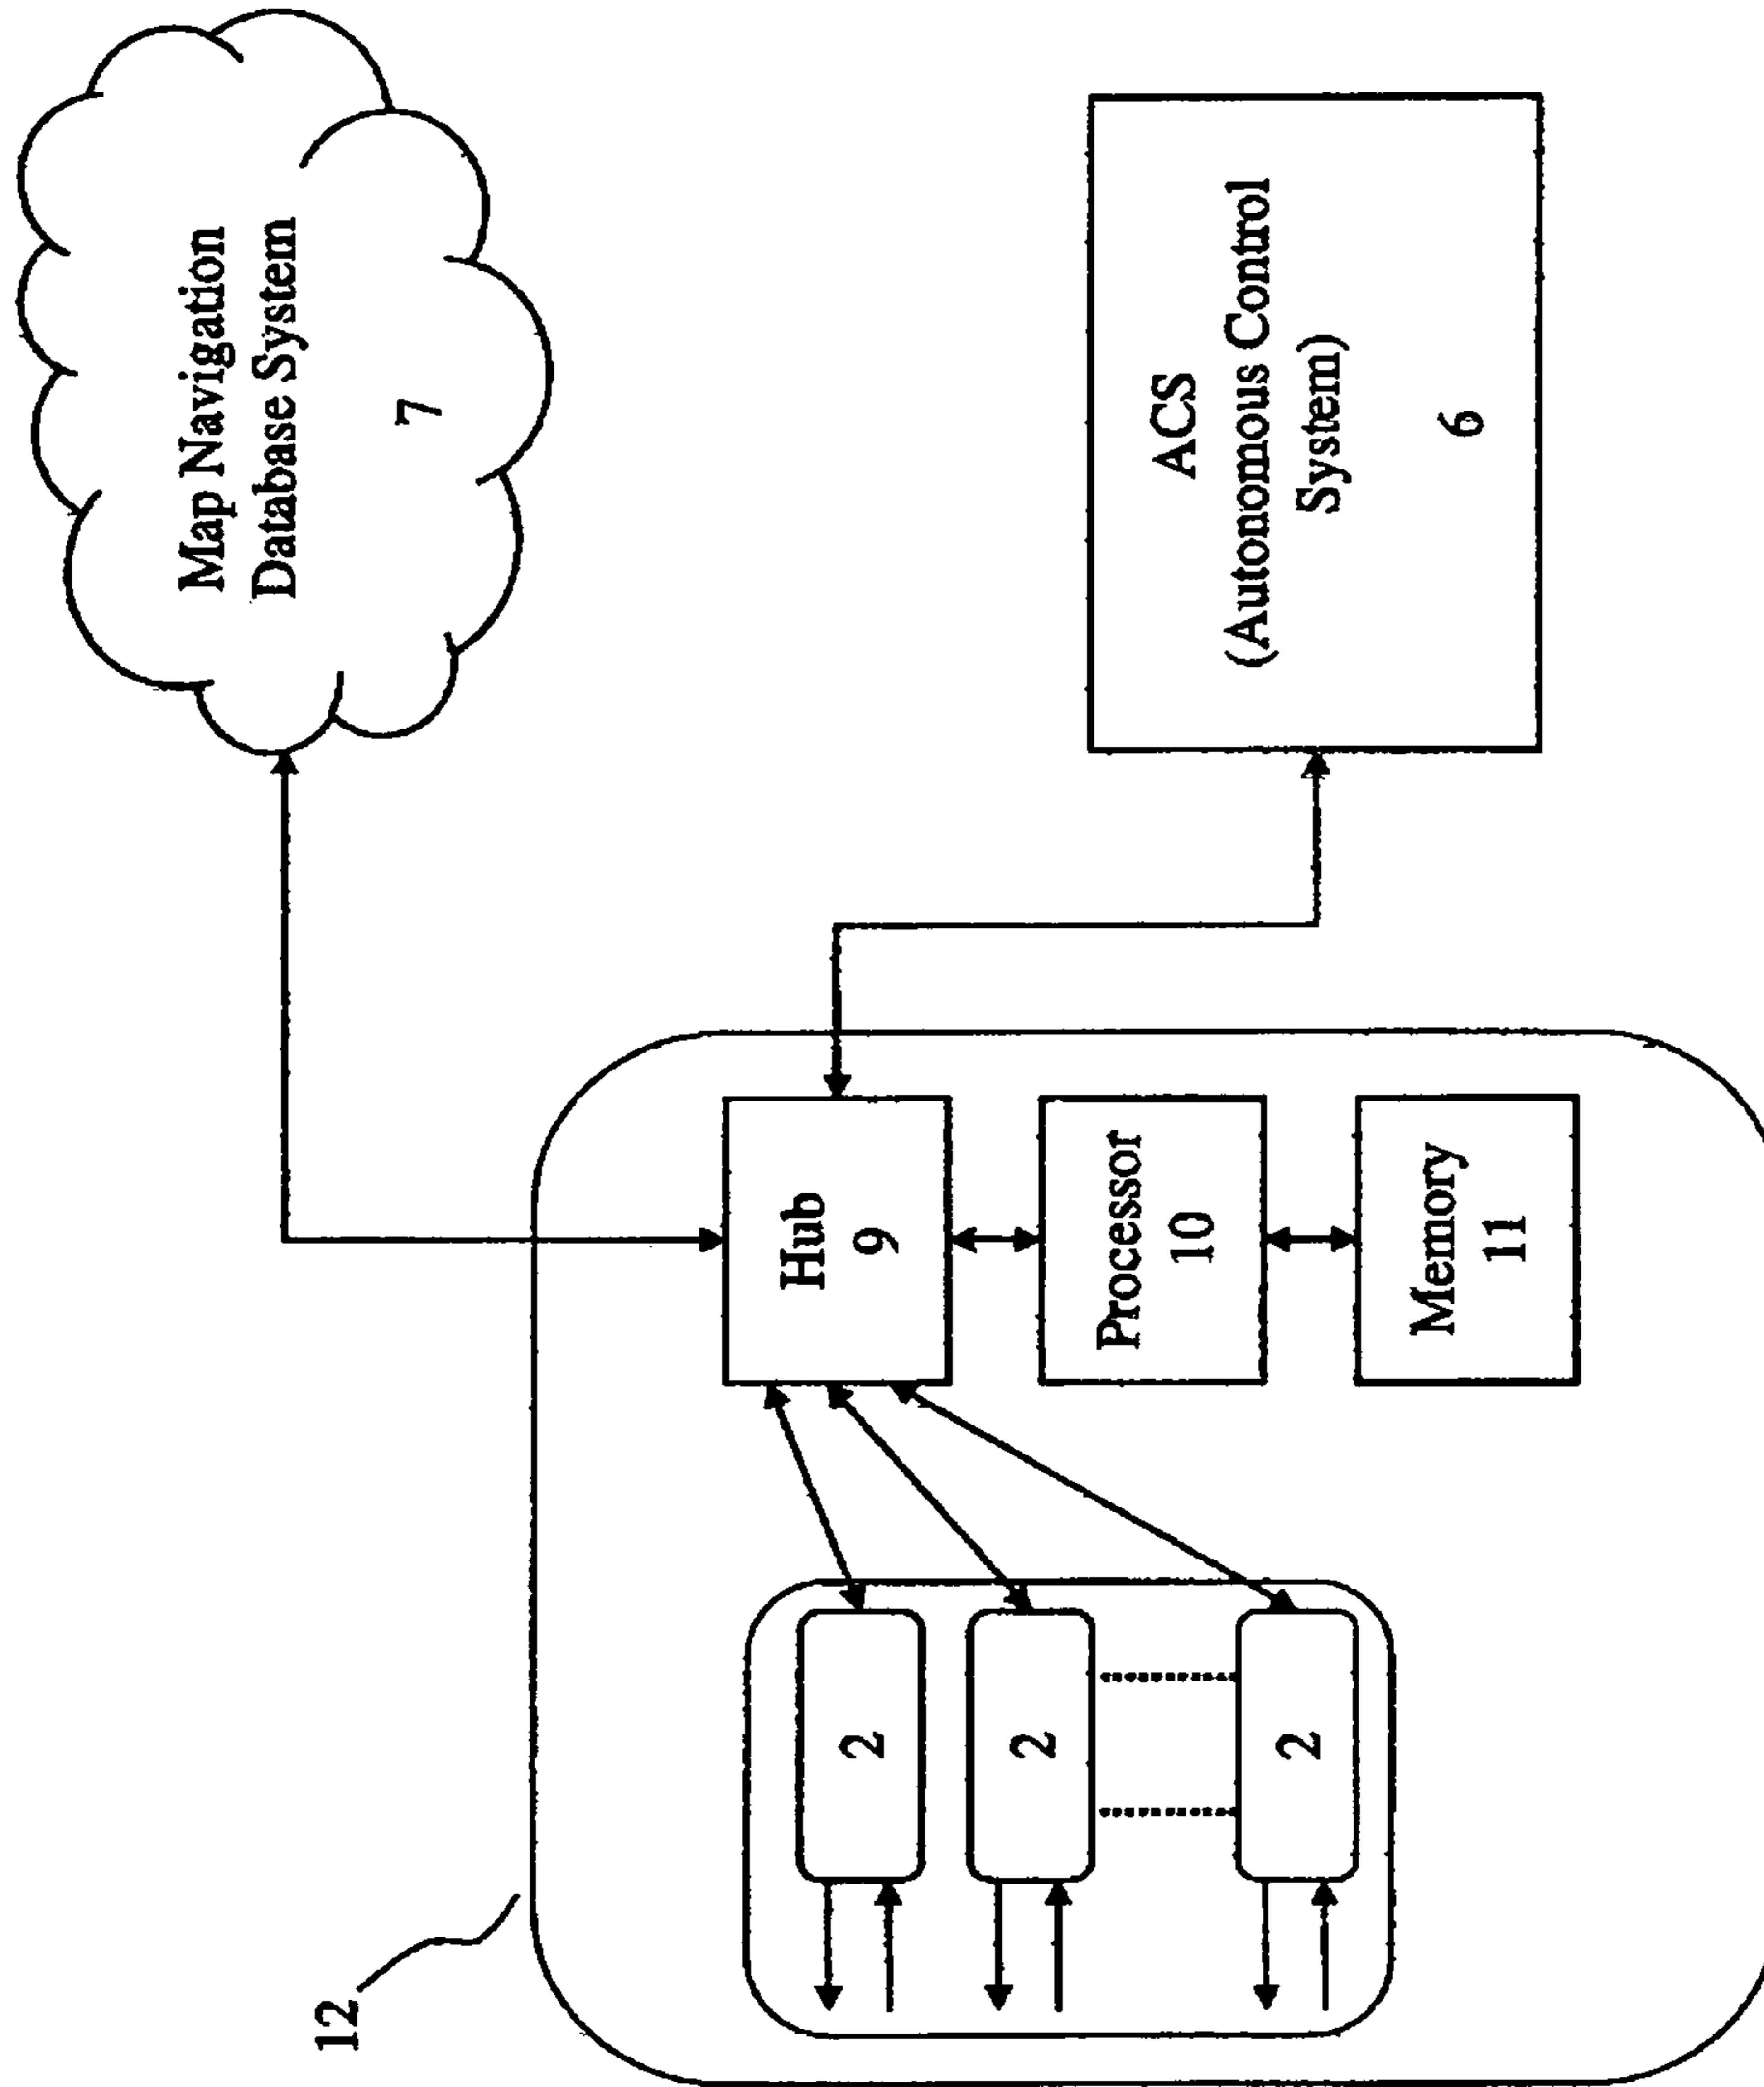 Map Navigation
Database System
7
ACS
(Autonomous Control
System)
6
Hub
9
Processor
10
Memory
11
2
2
2
12